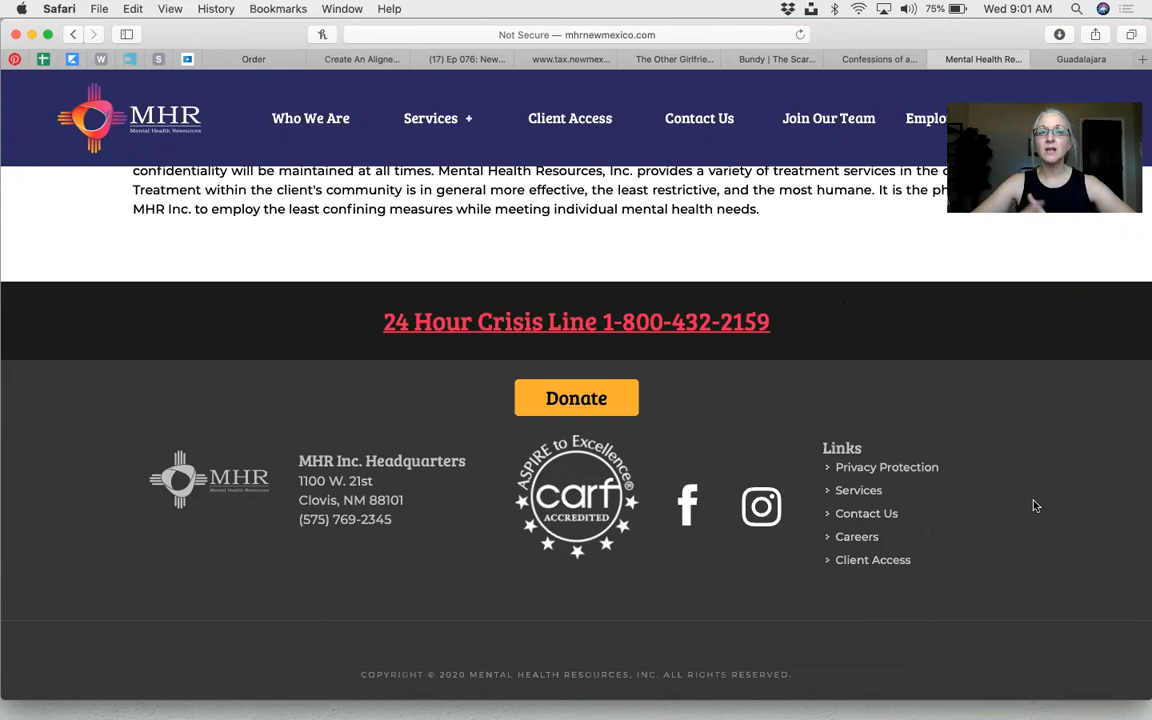 Safari File Edit View History Bookmarks Window Help 75% Wed 9:01 AM
Not Secure — mhrnewmexico.com
Order Create An Aligne... (17) Ep 076: New... www.tax.newmex... The Other Girlfrie... Bundy | The Scar... Confessions of a... Mental Health Re... Guadalajara
MHR
Mental Health Resources
Who We Are Services + Client Access Contact Us Join Our Team
confidentiality will be maintained at all times. Mental Health Resources, Inc. provides a variety of treatment services in the
Treatment within the client's community is in general more effective, the least restrictive, and the most humane. It is the
MHR Inc. to employ the least confining measures while meeting individual mental health needs.
24 Hour Crisis Line 1-800-432-2159
Donate
MHR
Mental Health Resources
MHR Inc. Headquarters
1100 W. 21st
Clovis, NM 88101
(575) 769-2345
ASPIRE to Excellence®
carf
ACCREDITED
Links
> Privacy Protection
> Services
> Contact Us
> Careers
> Client Access
COPYRIGHT © 2020 MENTAL HEALTH RESOURCES, INC. ALL RIGHTS RESERVED.